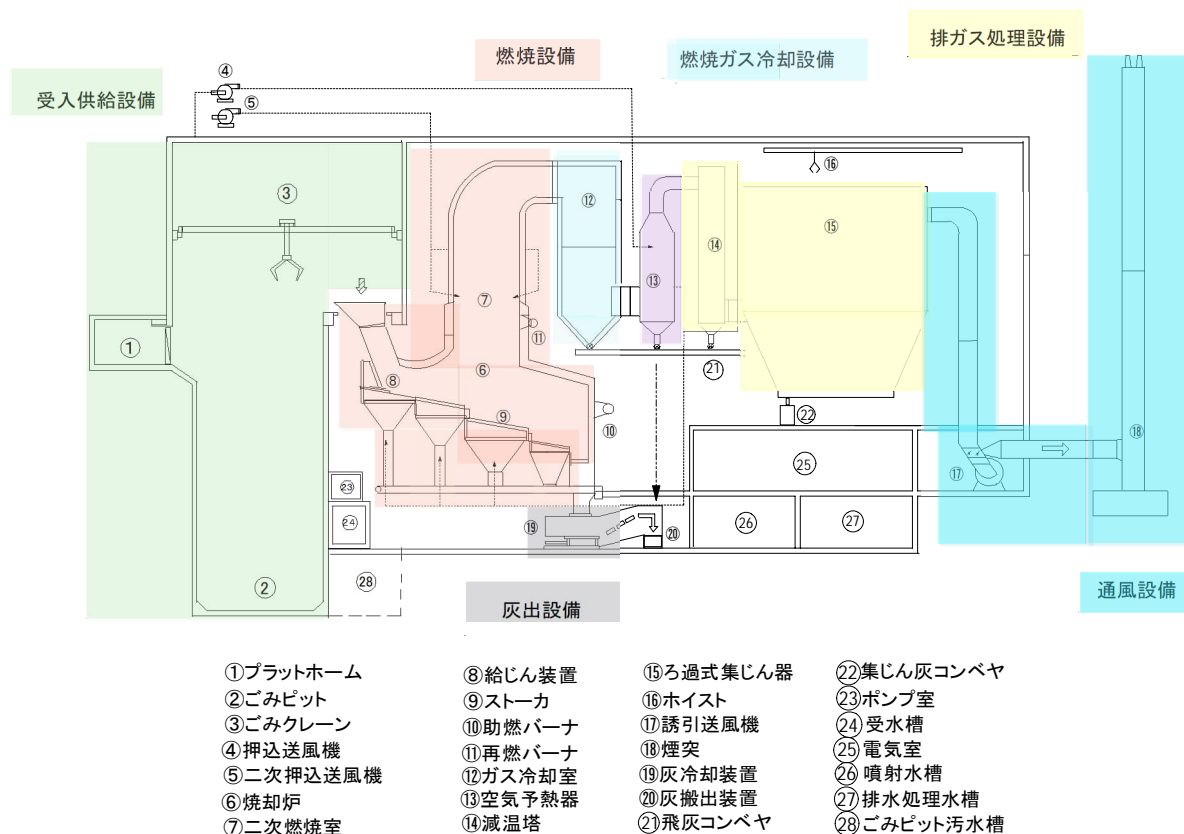 排ガス処理設備
燃焼設備
燃焼ガス冷却設備
受入供給設備
④
⑤
③
⑯
⑫
⑮
⑭
⑬
⑦
⑪
①
⑥
㉑
⑧
⑨
⑩
㉒
⑱
㉕
⑰
㉓
㉔
⑲
⑳
㉖
㉗
㉘
②
灰出設備
通風設備
①プラットホーム
②ごみピット
③ごみクレーン
④押込送風機
⑤二次押込送風機
⑥焼却炉
⑦二次燃焼室
⑧給じん装置
⑨ストーカ
⑩助燃バーナ
⑪再燃バーナ
⑫ガス冷却室
⑬空気予熱器
⑭減温塔
⑮ろ過式集じん器
⑯ホイスト
⑰誘引送風機
⑱煙突
⑲灰冷却装置
⑳灰搬出装置
㉑飛灰コンベヤ
㉒集じん灰コンベヤ
㉓ポンプ室
㉔受水槽
㉕電気室
㉖噴射水槽
㉗排水処理水槽
㉘ごみピット汚水槽